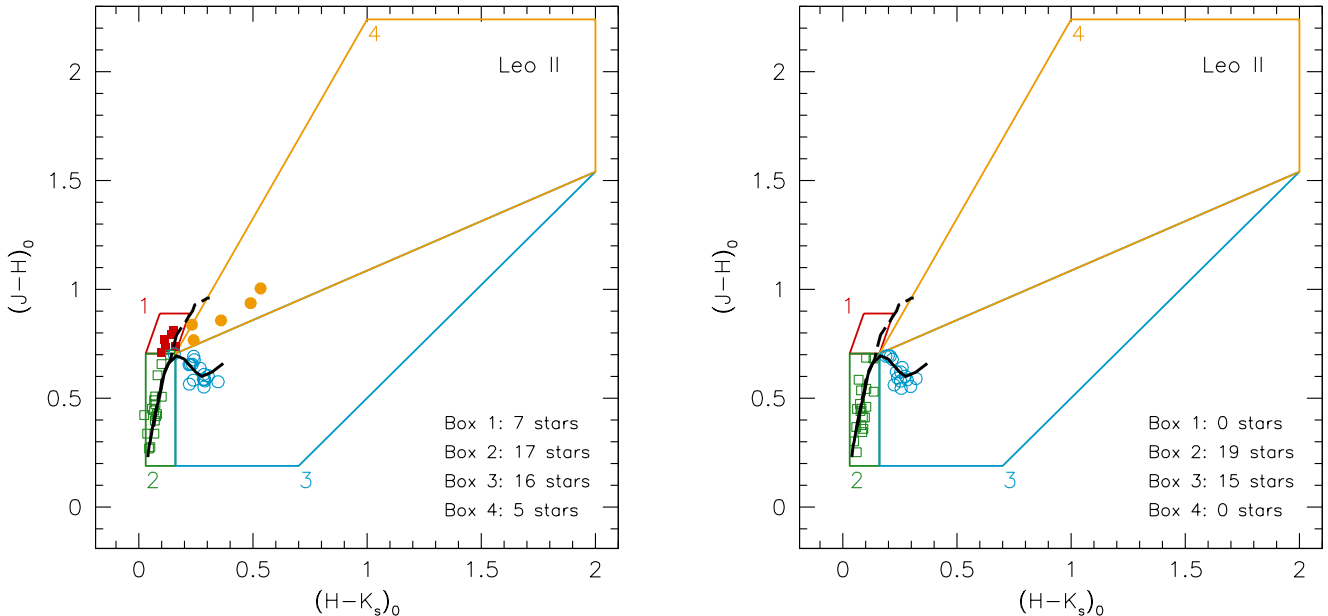 4
Leo II
2
1.5
1
1
0.5
Box 1: 7 stars
Box 2: 17 stars
Box 3: 16 stars
Box 4: 5 stars
2
3
0
0
0.5
1
1.5
2
(H−Ks)0
(J−H)0
4
Leo II
2
1.5
1
1
0.5
Box 1: 0 stars
Box 2: 19 stars
Box 3: 15 stars
Box 4: 0 stars
2
3
0
0
0.5
1
1.5
2
(H−Ks)0
(J−H)0